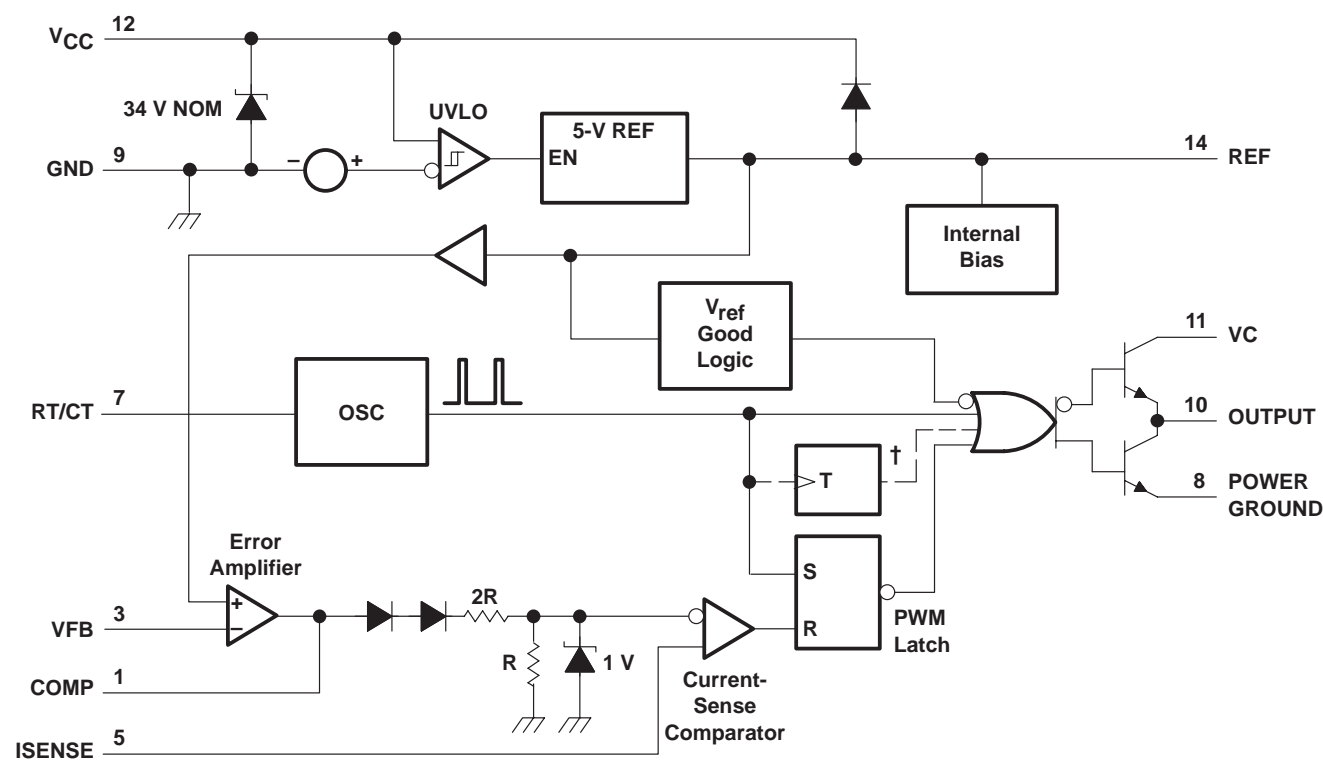 VCC 12
34 V NOM
UVLO
5-V REF
EN
GND 9
− +
14 REF
Internal
Bias
Vref
Good
Logic
11 VC
RT/CT 7
OSC
10 OUTPUT
†
T
8 POWER
GROUND
Error
Amplifier
+
−
VFB 3
2R
S
R
PWM
Latch
R
1 V
COMP 1
Current-
Sense
Comparator
ISENSE 5